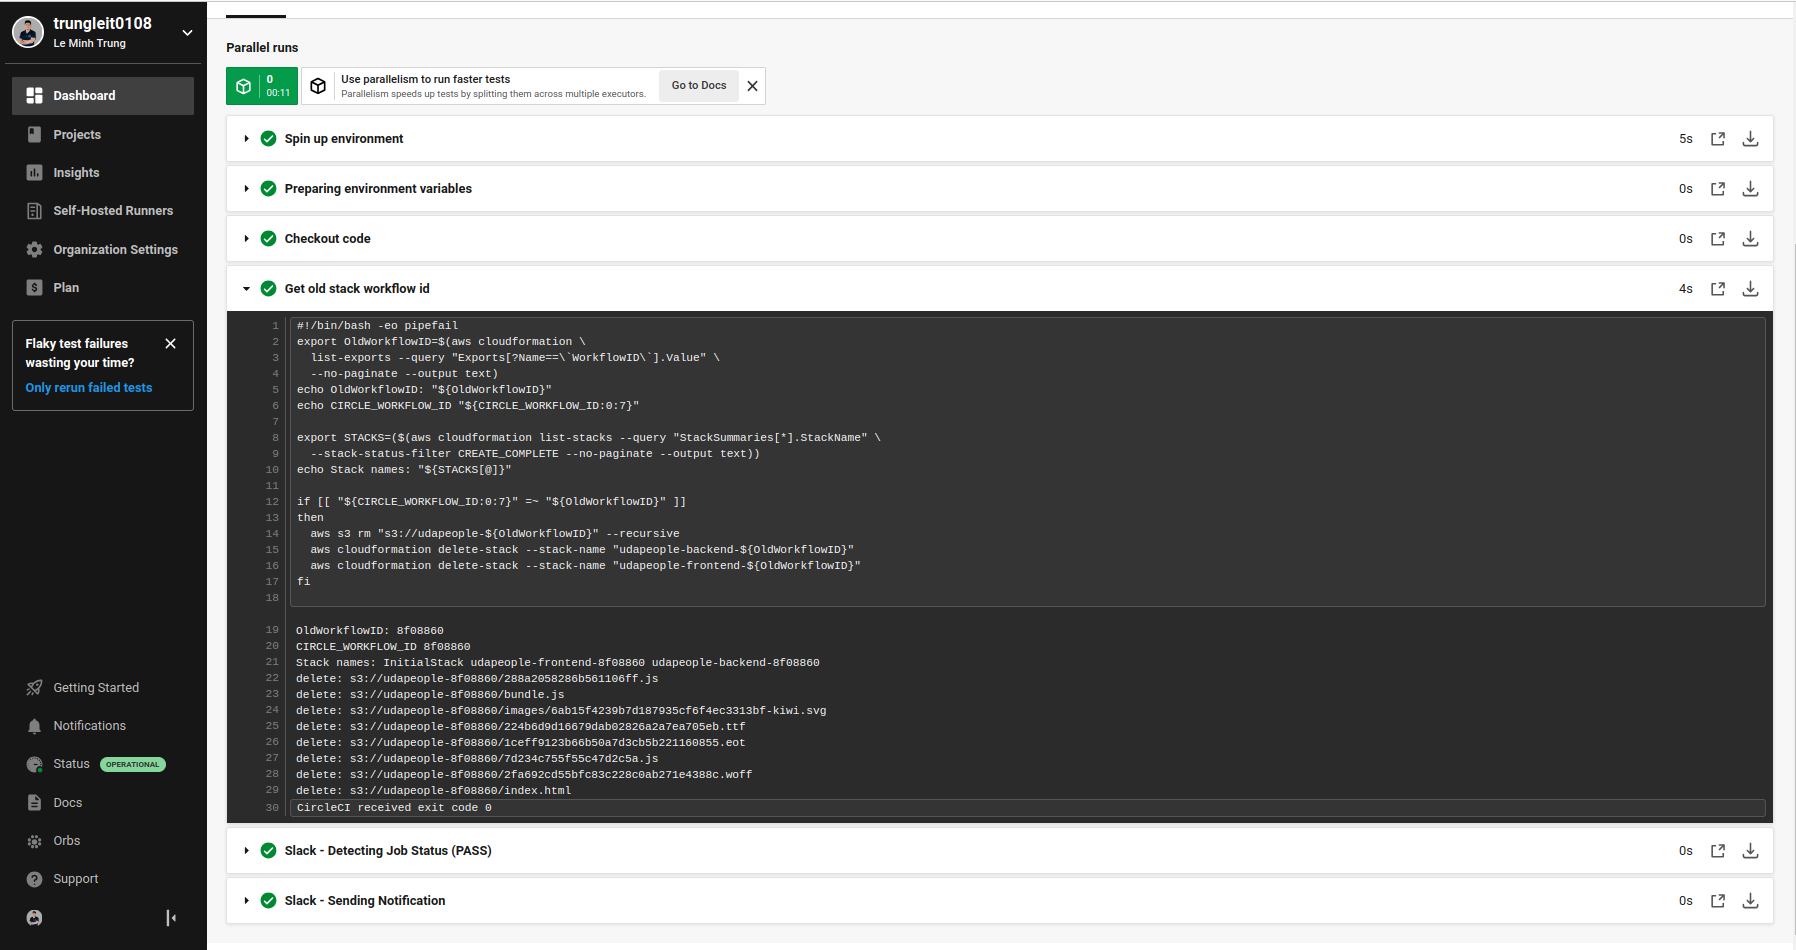 trungleit0108
Le Minh Trung
Dashboard
Projects
Insights
Self-Hosted Runners
Organization Settings
Plan
Flaky test failures
wasting your time?
Only rerun failed tests
Getting Started
Notifications
Status OPERATIONAL
Docs
Orbs
Support
Parallel runs
0
00:11
Use parallelism to run faster tests
Parallelism speeds up tests by splitting them across multiple executors.
Go to Docs
Spin up environment 5s
Preparing environment variables 0s
Checkout code 0s
Get old stack workflow id 4s
1 #!/bin/bash -eo pipefail
2 export OldWorkflowID=$(aws cloudformation \
3 list-exports --query "Exports[?Name==\`WorkflowID\`].Value" \
4 --no-paginate --output text)
5 echo OldWorkflowID: "${OldWorkflowID}"
6 echo CIRCLE_WORKFLOW_ID "${CIRCLE_WORKFLOW_ID:0:7}"
7
8 export STACKS=($(aws cloudformation list-stacks --query "StackSummaries[*].StackName" \
9 --stack-status-filter CREATE_COMPLETE --no-paginate --output text))
10 echo Stack names: "${STACKS[@]}"
11
12 if [[ "${CIRCLE_WORKFLOW_ID:0:7}" =~ "${OldWorkflowID}" ]]
13 then
14 aws s3 rm "s3://udapeople-${OldWorkflowID}" --recursive
15 aws cloudformation delete-stack --stack-name "udapeople-backend-${OldWorkflowID}"
16 aws cloudformation delete-stack --stack-name "udapeople-frontend-${OldWorkflowID}"
17 fi
18
19 OldWorkflowID: 8f08860
20 CIRCLE_WORKFLOW_ID 8f08860
21 Stack names: InitialStack udapeople-frontend-8f08860 udapeople-backend-8f08860
22 delete: s3://udapeople-8f08860/288a2058286b561106ff.js
23 delete: s3://udapeople-8f08860/bundle.js
24 delete: s3://udapeople-8f08860/images/6ab15f4239b7d187935cf6f4ec3313bf-kiwi.svg
25 delete: s3://udapeople-8f08860/224b6d9d16679dab02826a2a7ea705eb.ttf
26 delete: s3://udapeople-8f08860/1ceff9123b66b50a7d3cb5b221160855.eot
27 delete: s3://udapeople-8f08860/7d234c755f55c47d2c5a.js
28 delete: s3://udapeople-8f08860/2fa692cd55bfc83c228c0ab271e4388c.woff
29 delete: s3://udapeople-8f08860/index.html
30 CircleCI received exit code 0
Slack - Detecting Job Status (PASS) 0s
Slack - Sending Notification 0s